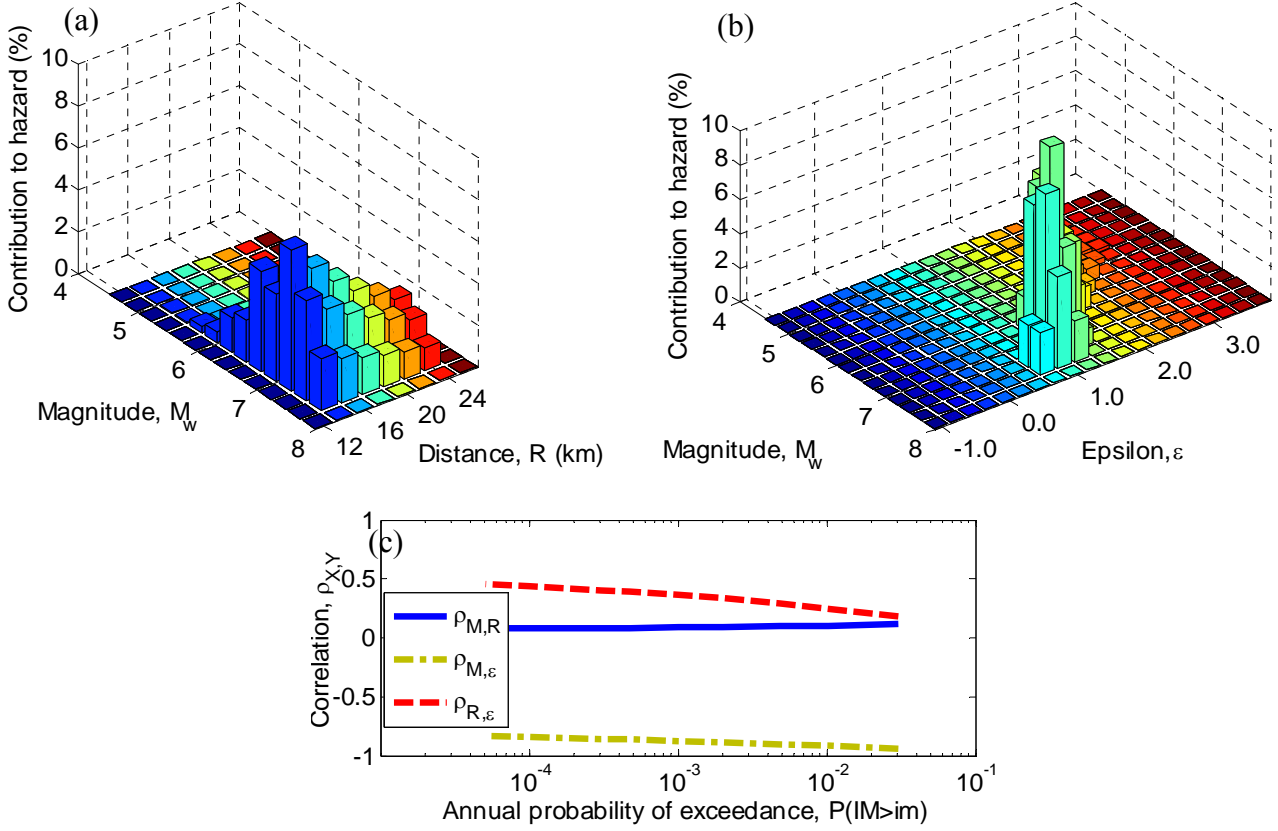 (a)
Contribution to hazard (%)
10
8
6
4
2
0
4
5
6
7
8
Magnitude, Mw
12
16
20
24
Distance, R (km)
(b)
Contribution to hazard (%)
10
8
6
4
2
0
4
5
6
7
8
Magnitude, Mw
-1.0
0.0
1.0
2.0
3.0
Epsilon, ε
(c)
Correlation, ρX,Y
1
0.5
0
-0.5
-1
ρM,R
ρM,ε
ρR,ε
10-4
10-3
10-2
10-1
Annual probability of exceedance, P(IM>im)